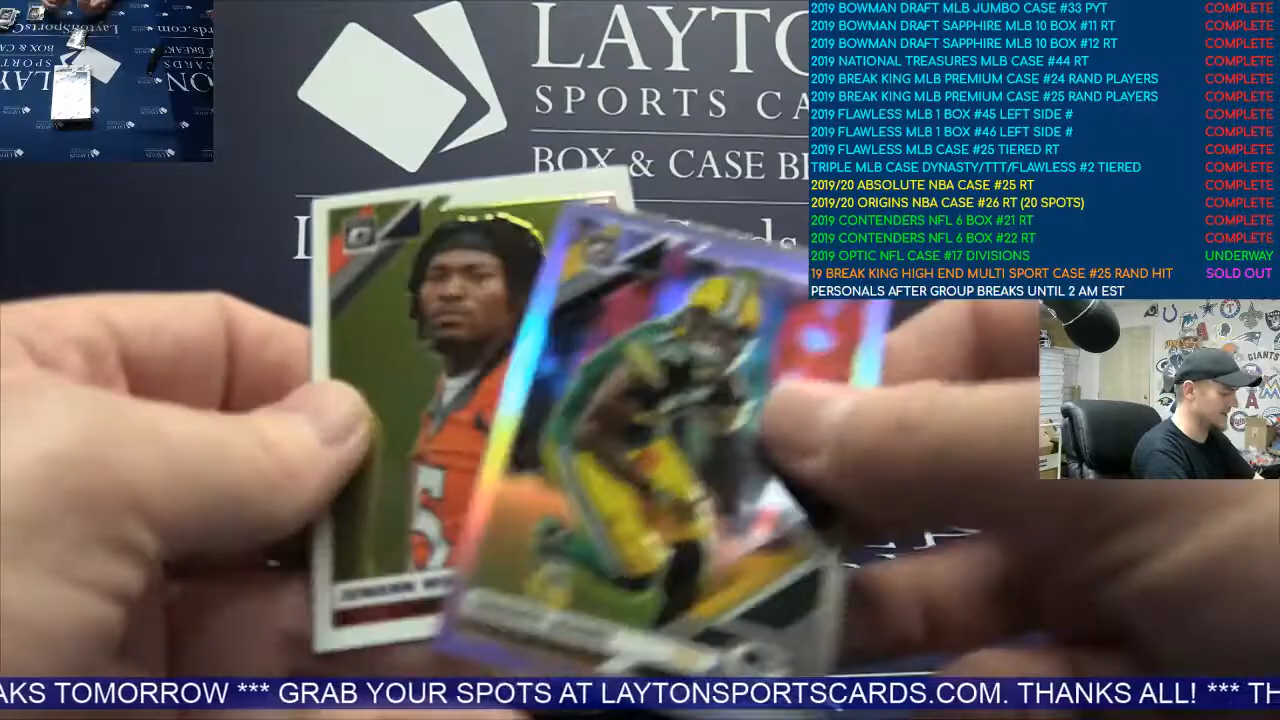 LAYTO
SPORTS CA
BOX & CASE BR
2019 BOWMAN DRAFT MLB JUMBO CASE #33 PYT COMPLETE
2019 BOWMAN DRAFT SAPPHIRE MLB 10 BOX #11 RT COMPLETE
2019 BOWMAN DRAFT SAPPHIRE MLB 10 BOX #12 RT COMPLETE
2019 NATIONAL TREASURES MLB CASE #44 RT COMPLETE
2019 BREAK KING MLB PREMIUM CASE #24 RAND PLAYERS COMPLETE
2019 BREAK KING MLB PREMIUM CASE #25 RAND PLAYERS COMPLETE
2019 FLAWLESS MLB 1 BOX #45 LEFT SIDE # COMPLETE
2019 FLAWLESS MLB 1 BOX #46 LEFT SIDE # COMPLETE
2019 FLAWLESS MLB CASE #25 TIERED RT COMPLETE
TRIPLE MLB CASE DYNASTY/TTT/FLAWLESS #2 TIERED COMPLETE
2019/20 ABSOLUTE NBA CASE #25 RT COMPLETE
2019/20 ORIGINS NBA CASE #26 RT (20 SPOTS) COMPLETE
2019 CONTENDERS NFL 6 BOX #21 RT COMPLETE
2019 CONTENDERS NFL 6 BOX #22 RT COMPLETE
2019 OPTIC NFL CASE #17 DIVISIONS UNDERWAY
19 BREAK KING HIGH END MULTI SPORT CASE #25 RAND HIT SOLD OUT
PERSONALS AFTER GROUP BREAKS UNTIL 2 AM EST
GIANTS
5
AKS TOMORROW *** GRAB YOUR SPOTS AT LAYTONSPORTSCARDS.COM. THANKS ALL! *** TH